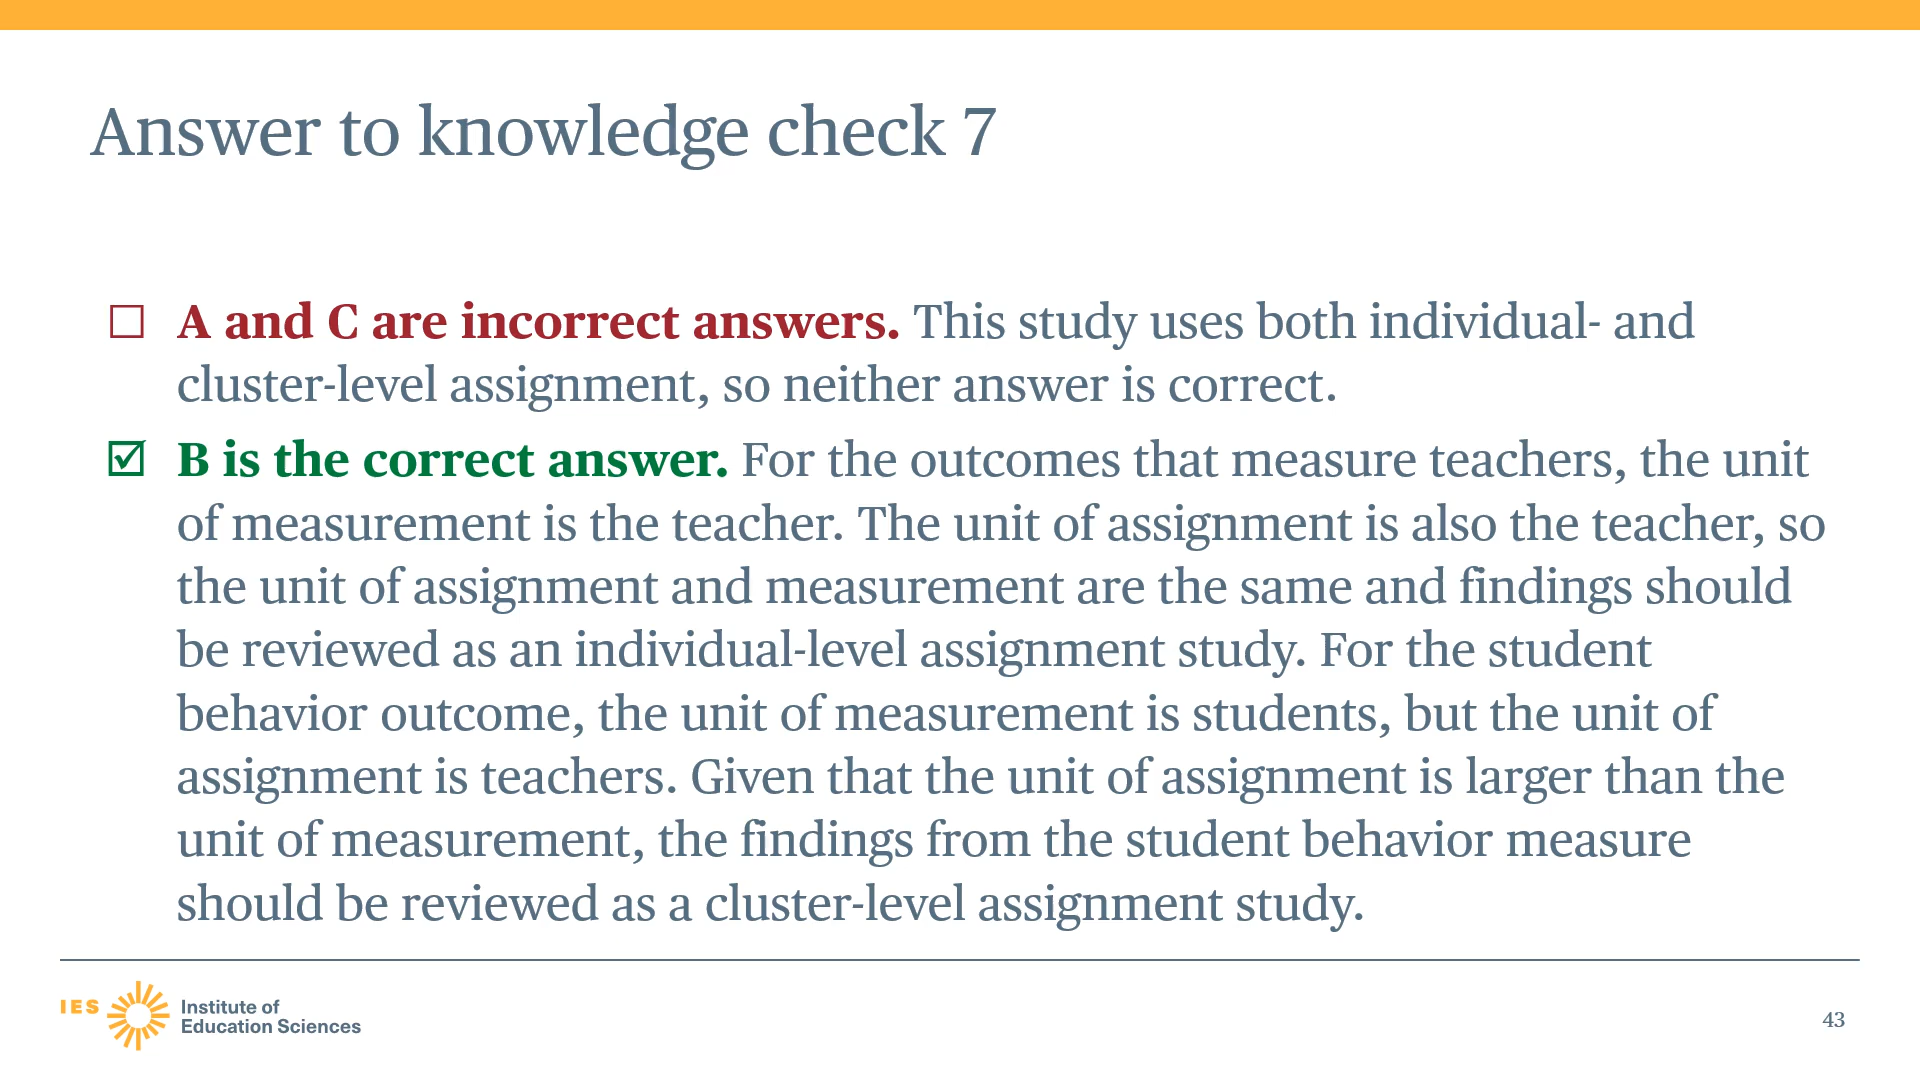 Answer to knowledge check 7
☐ A and C are incorrect answers. This study uses both individual- and
cluster-level assignment, so neither answer is correct.
☑ B is the correct answer. For the outcomes that measure teachers, the unit
of measurement is the teacher. The unit of assignment is also the teacher, so
the unit of assignment and measurement are the same and findings should
be reviewed as an individual-level assignment study. For the student
behavior outcome, the unit of measurement is students, but the unit of
assignment is teachers. Given that the unit of assignment is larger than the
unit of measurement, the findings from the student behavior measure
should be reviewed as a cluster-level assignment study.
IES
Institute of
Education Sciences
43